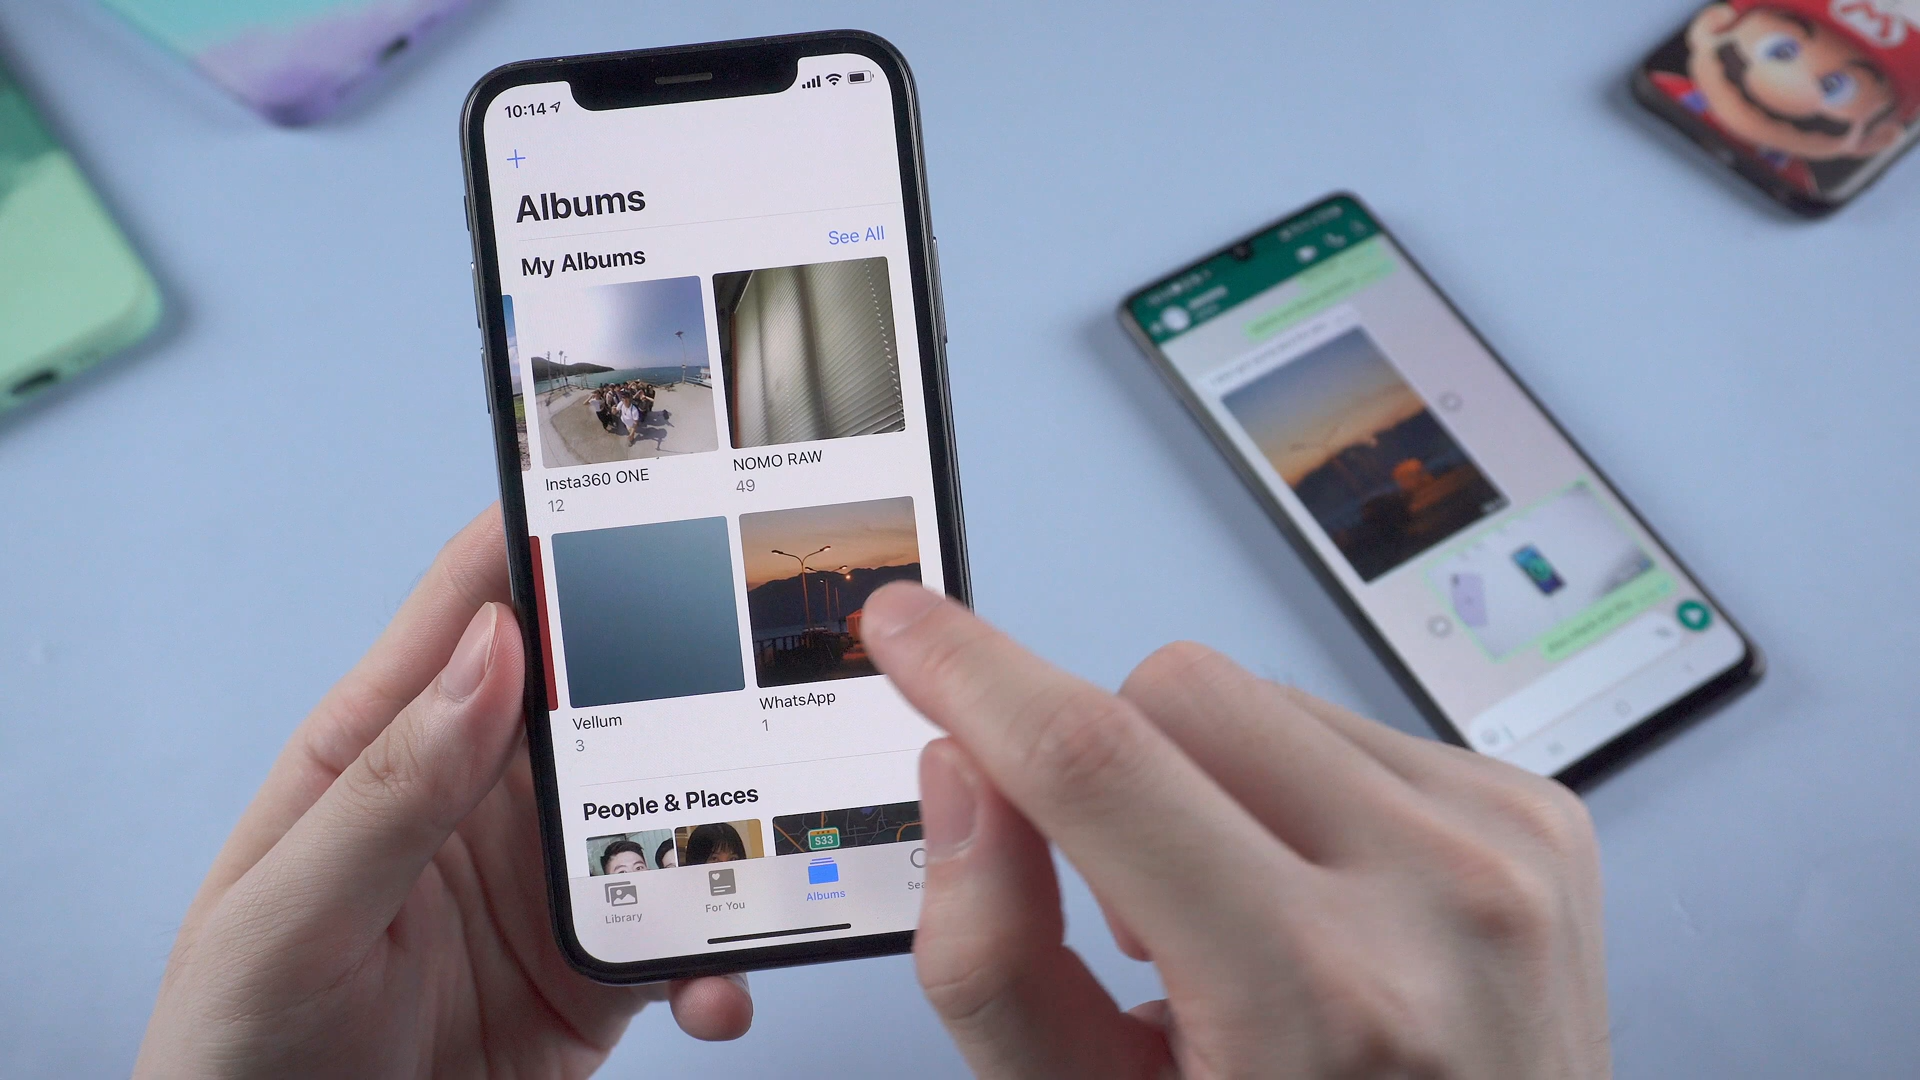 10:14
+
Albums
My Albums
See All
Insta360 ONE
12
NOMO RAW
49
Vellum
3
WhatsApp
1
People & Places
S33
Library
For You
Albums
Sea
M